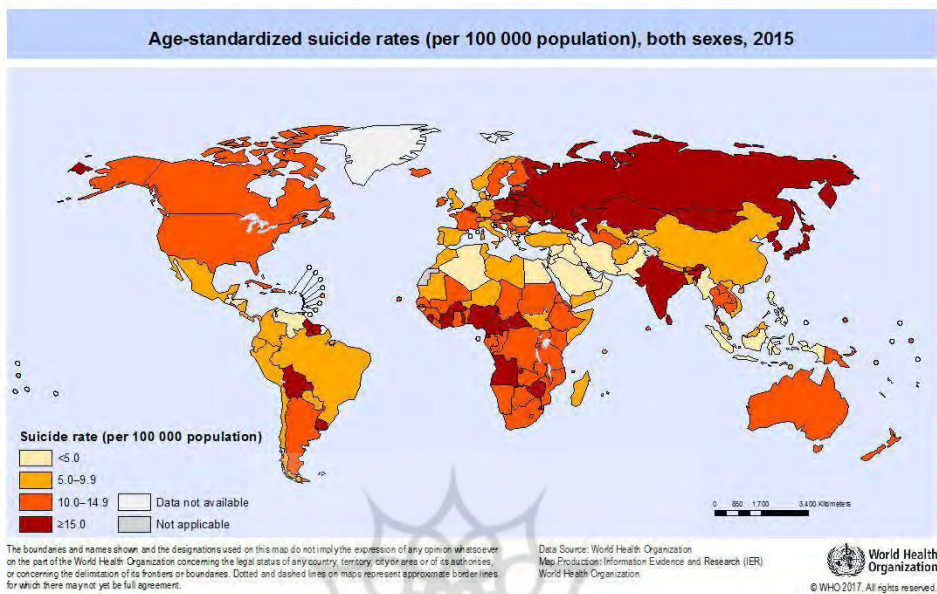 Age-standardized suicide rates (per 100 000 population), both sexes, 2015
Suicide rate (per 100 000 population)
<5.0
5.0–9.9
10.0–14.9
≥15.0
Data not available
Not applicable
0 850 1 700 3 400 Kilometers
The boundaries and names shown and the designations used on this map do not imply the expression of any opinion whatsoever
on the part of the World Health Organization concerning the legal status of any country, territory, city or area or of its authorities,
or concerning the delimitation of its frontiers or boundaries. Dotted and dashed lines on maps represent approximate border lines
for which there may not yet be full agreement.
Data Source: World Health Organization
Map Production: Information Evidence and Research (IER)
World Health Organization
World Health
Organization
© WHO 2017. All rights reserved.